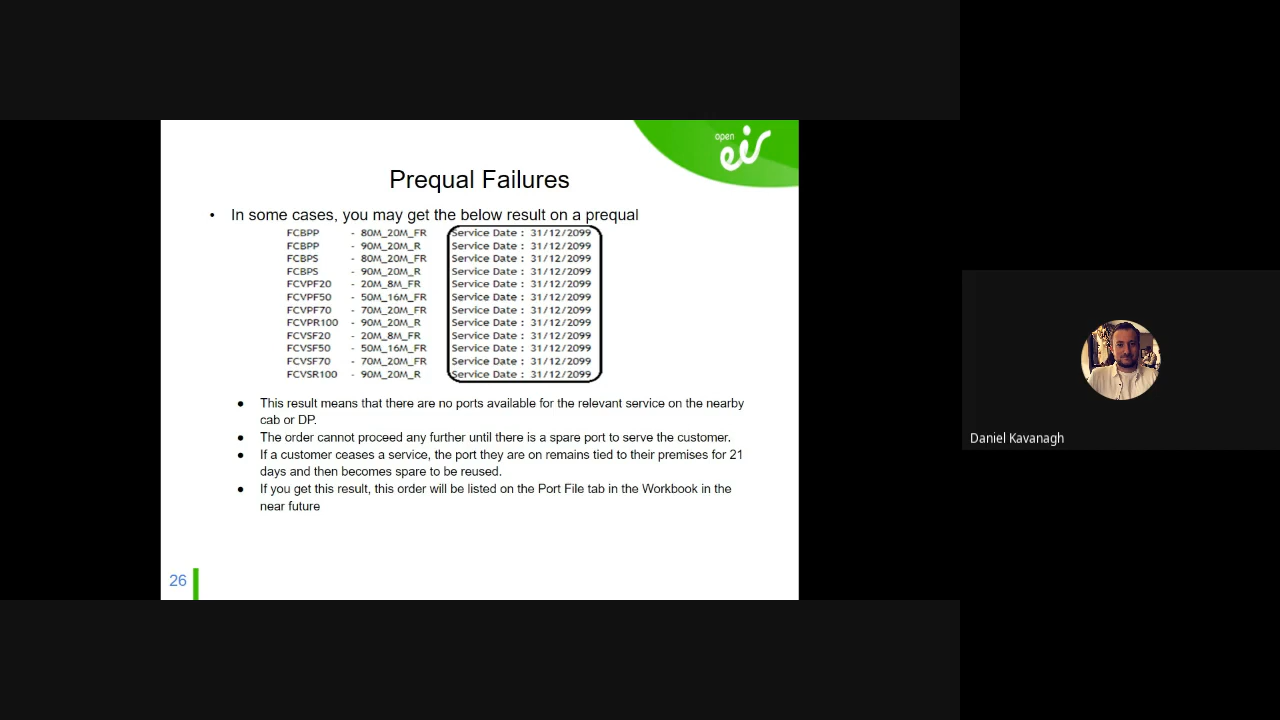 open
eir
Prequal Failures
• In some cases, you may get the below result on a prequal
FCBPP - 80M_20M_FR Service Date : 31/12/2099
FCBPP - 90M_20M_R Service Date : 31/12/2099
FCBPS - 80M_20M_FR Service Date : 31/12/2099
FCBPS - 90M_20M_R Service Date : 31/12/2099
FCVPF20 - 20M_8M_FR Service Date : 31/12/2099
FCVPF50 - 50M_16M_FR Service Date : 31/12/2099
FCVPF70 - 70M_20M_FR Service Date : 31/12/2099
FCVPR100 - 90M_20M_R Service Date : 31/12/2099
FCVSF20 - 20M_8M_FR Service Date : 31/12/2099
FCVSF50 - 50M_16M_FR Service Date : 31/12/2099
FCVSF70 - 70M_20M_FR Service Date : 31/12/2099
FCVSR100 - 90M_20M_R Service Date : 31/12/2099
● This result means that there are no ports available for the relevant service on the nearby
cab or DP.
● The order cannot proceed any further until there is a spare port to serve the customer.
● If a customer ceases a service, the port they are on remains tied to their premises for 21
days and then becomes spare to be reused.
● If you get this result, this order will be listed on the Port File tab in the Workbook in the
near future
26
Daniel Kavanagh